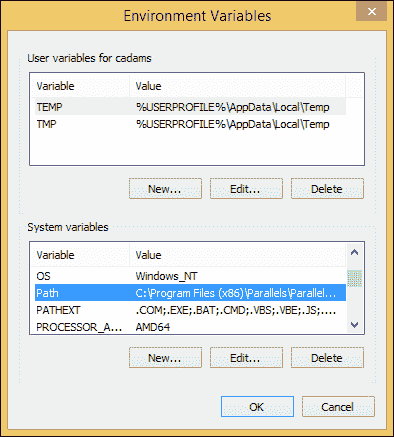 Environment Variables
User variables for cadams
Variable Value
TEMP %USERPROFILE%\AppData\Local\Temp
TMP %USERPROFILE%\AppData\Local\Temp
New... Edit... Delete
System variables
Variable Value
OS Windows_NT
Path C:\Program Files (x86)\Parallels\Parallel...
PATHEXT .COM;.EXE;.BAT;.CMD;.VBS;.VBE;.JS;....
PROCESSOR_A... AMD64
New... Edit... Delete
OK Cancel